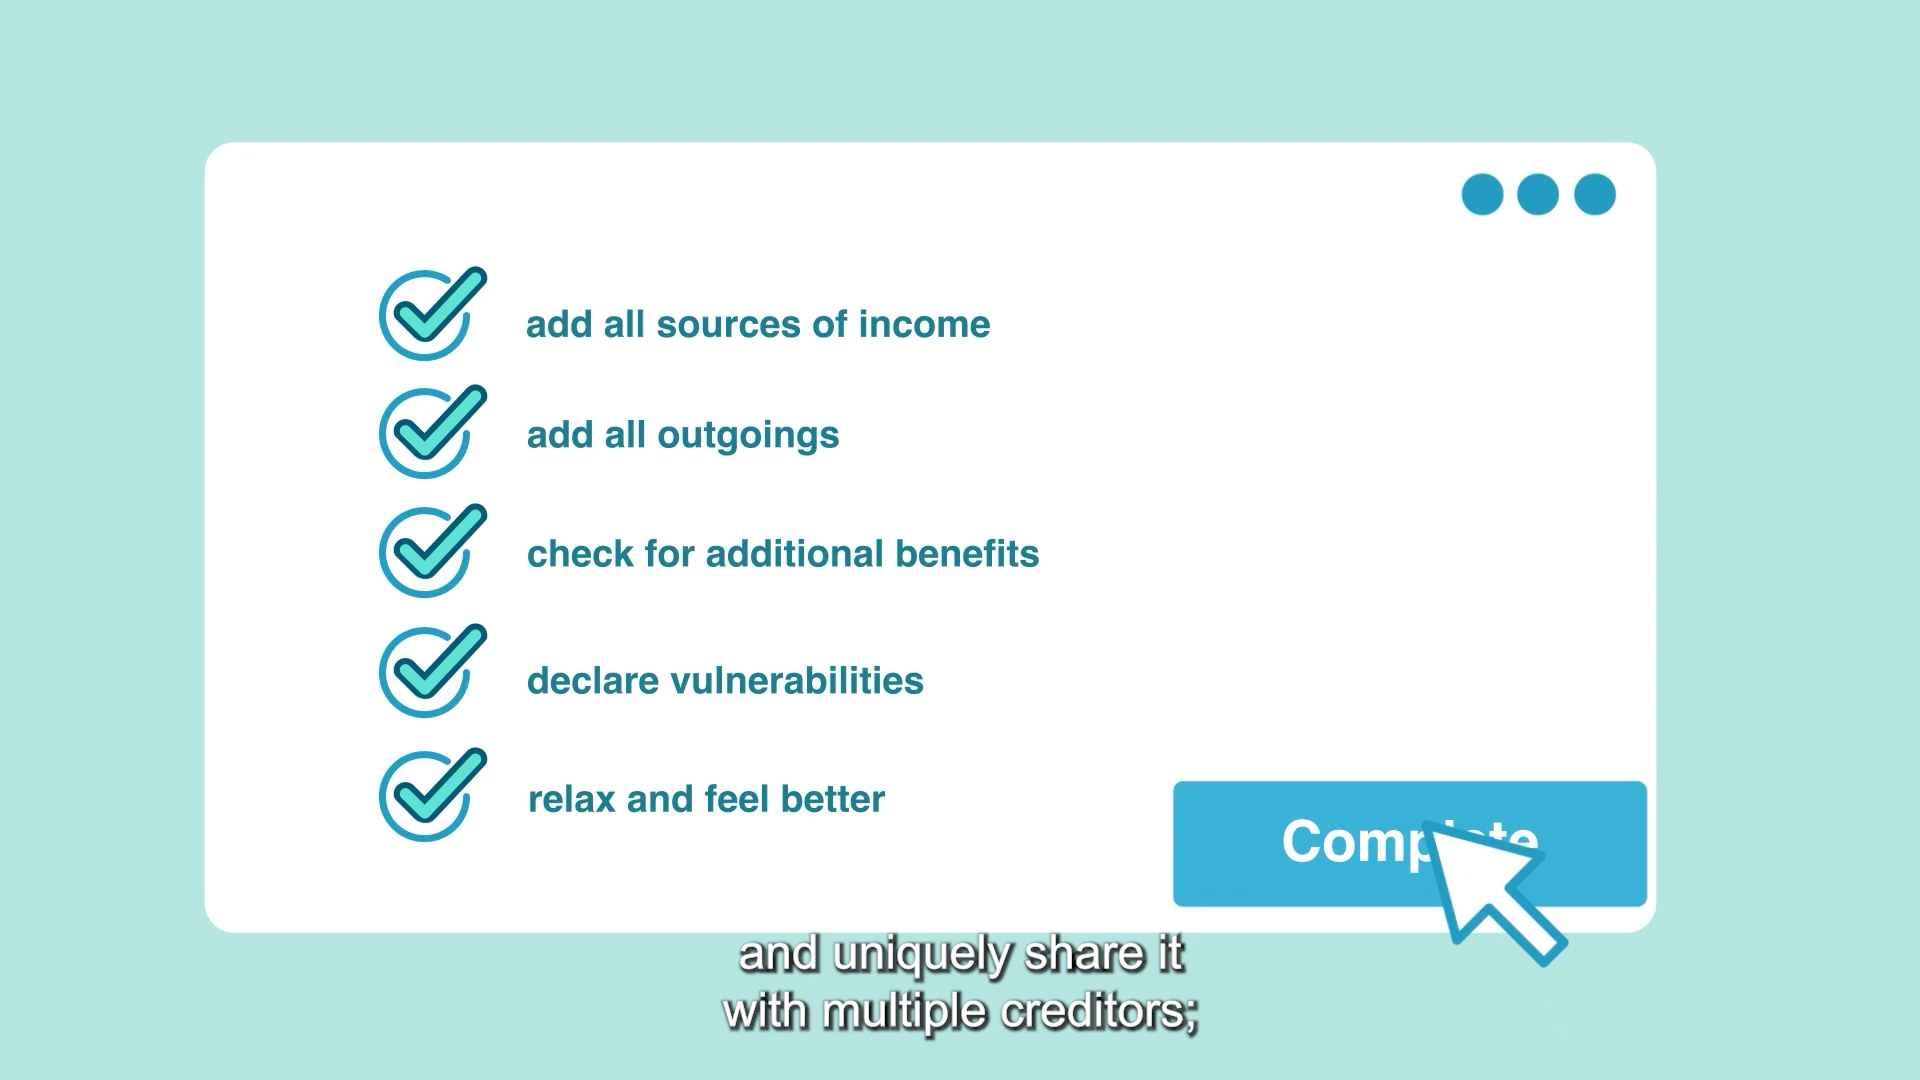 add all sources of income
add all outgoings
check for additional benefits
declare vulnerabilities
relax and feel better
Complete
and uniquely share it
with multiple creditors;